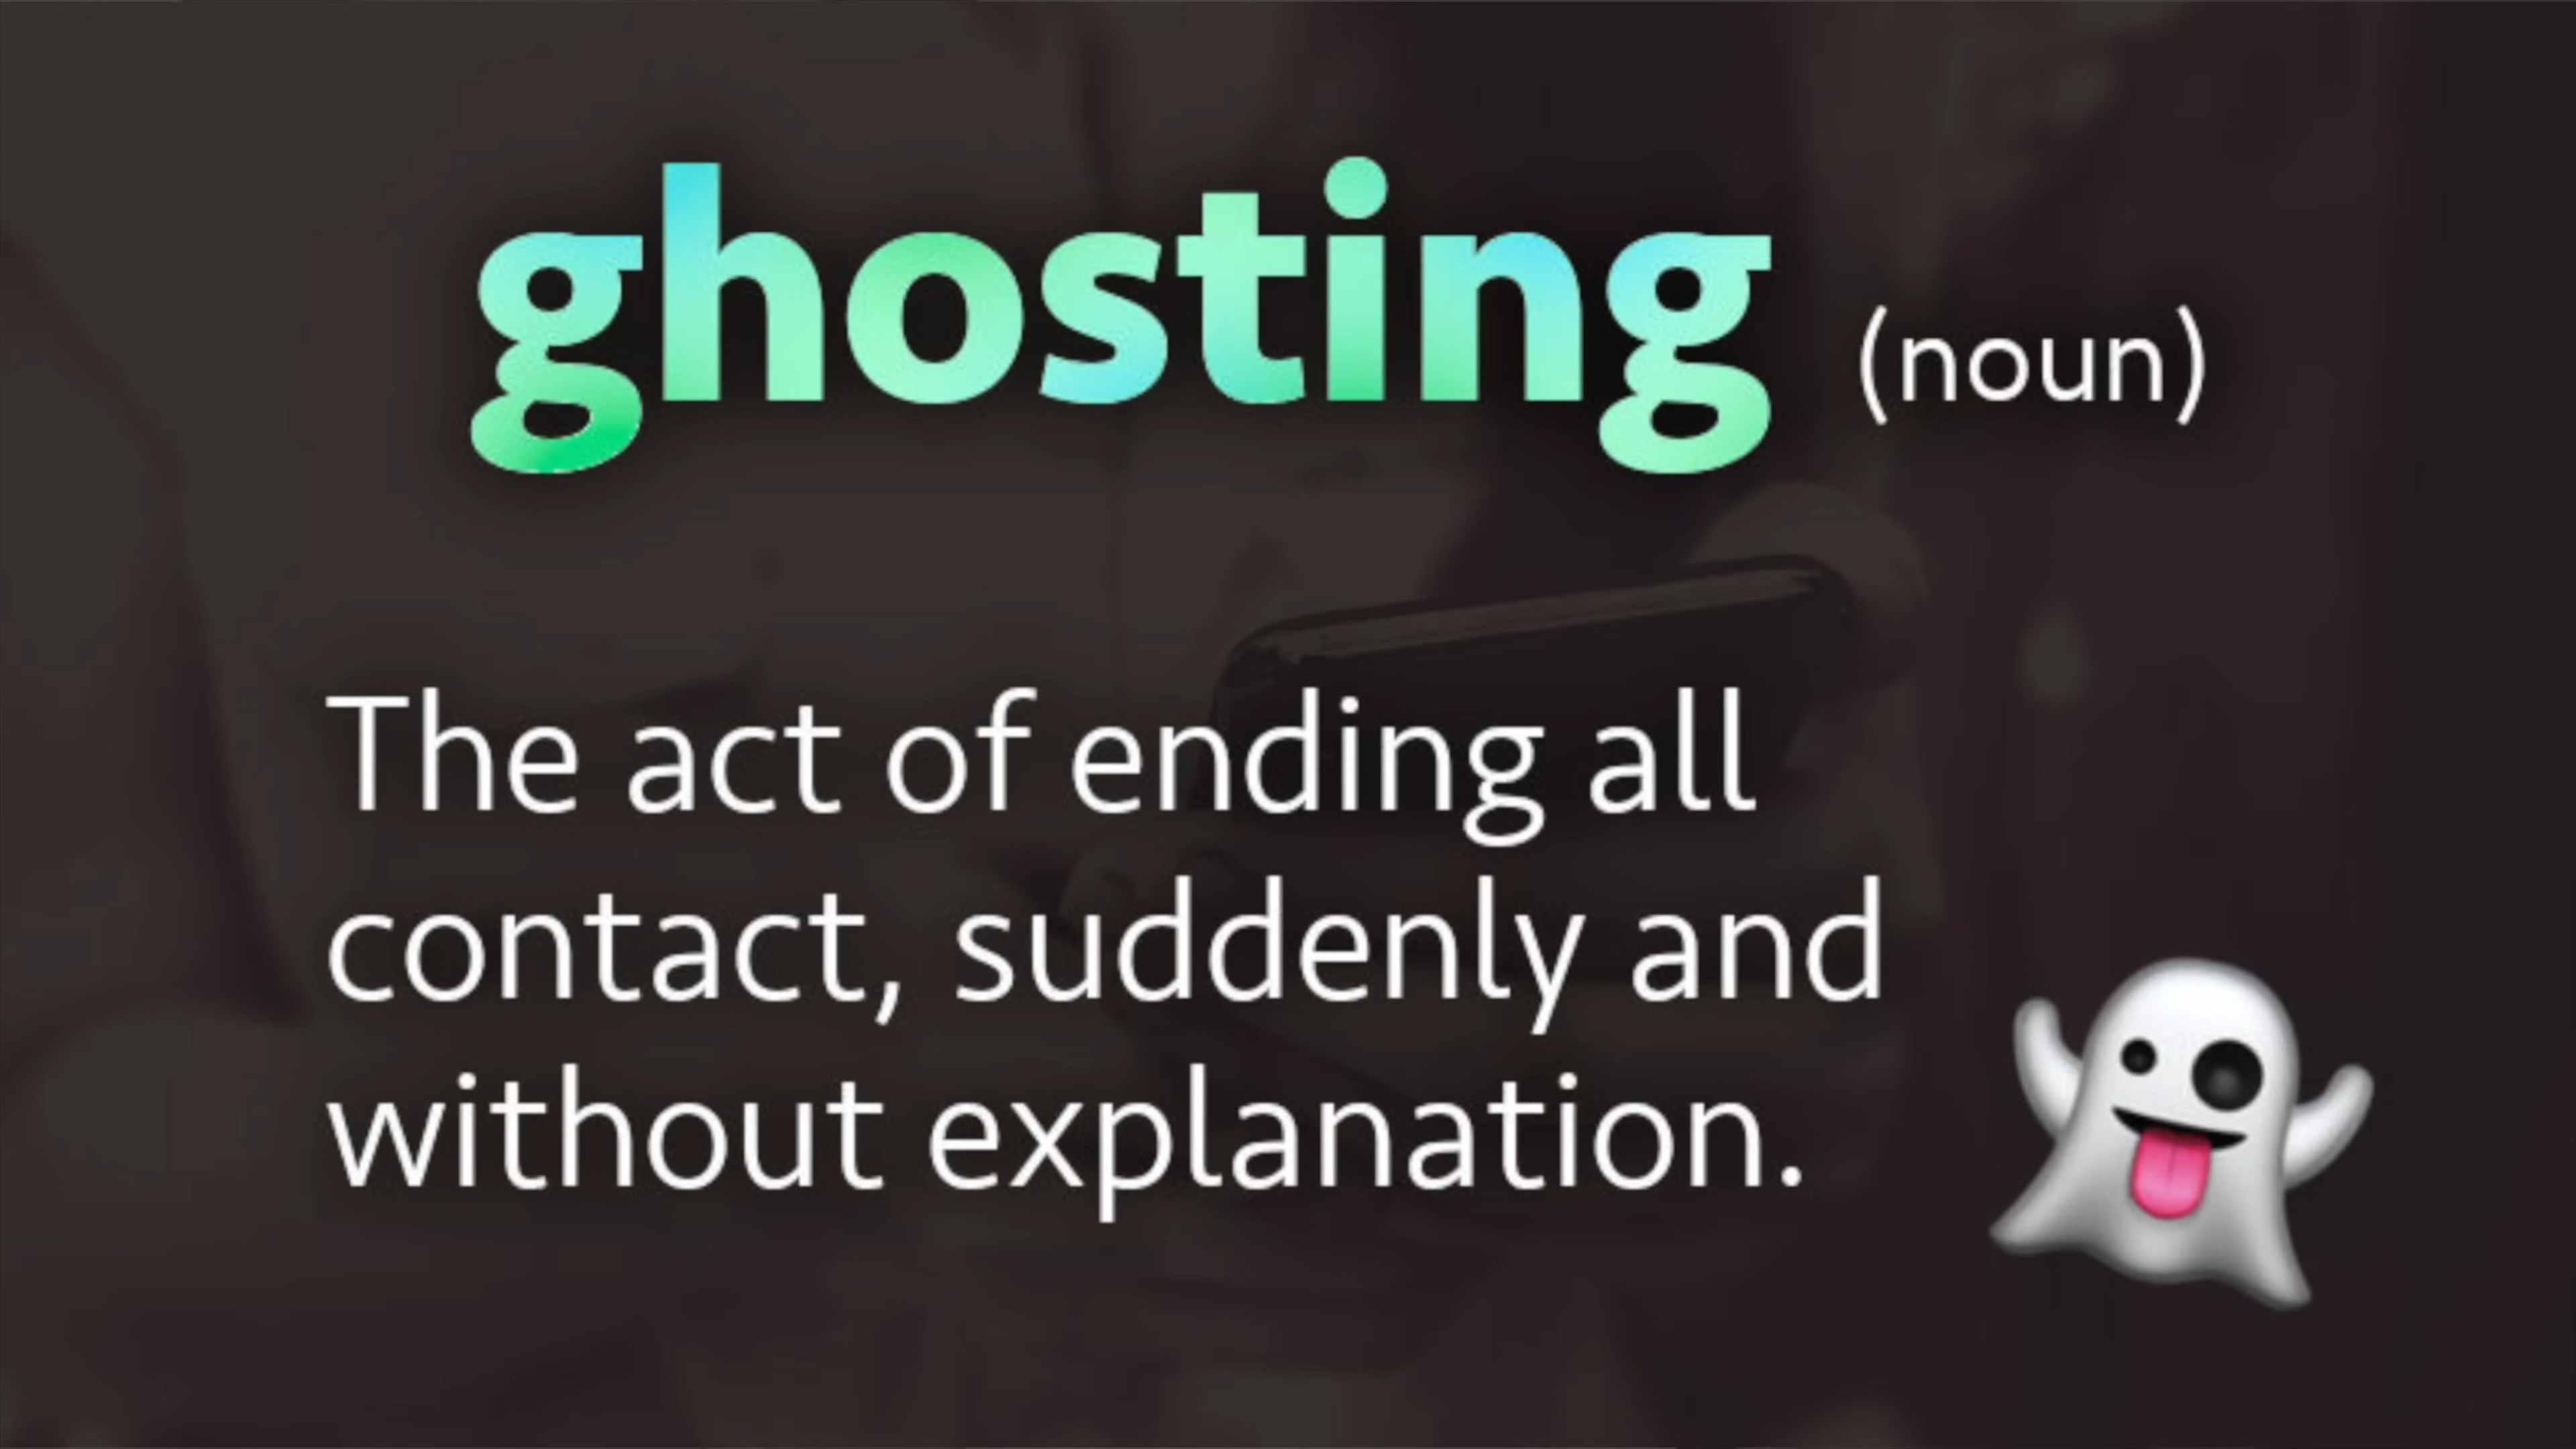 ghosting (noun)
The act of ending all
contact, suddenly and
without explanation.